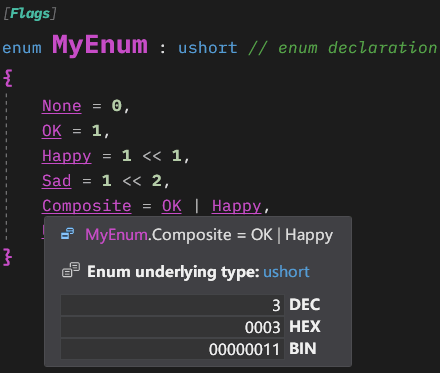 [Flags]
enum MyEnum : ushort // enum declaration
{
None = 0,
OK = 1,
Happy = 1 << 1,
Sad = 1 << 2,
Composite = OK | Happy,
}
MyEnum.Composite = OK | Happy
Enum underlying type: ushort
3 DEC
0003 HEX
00000011 BIN